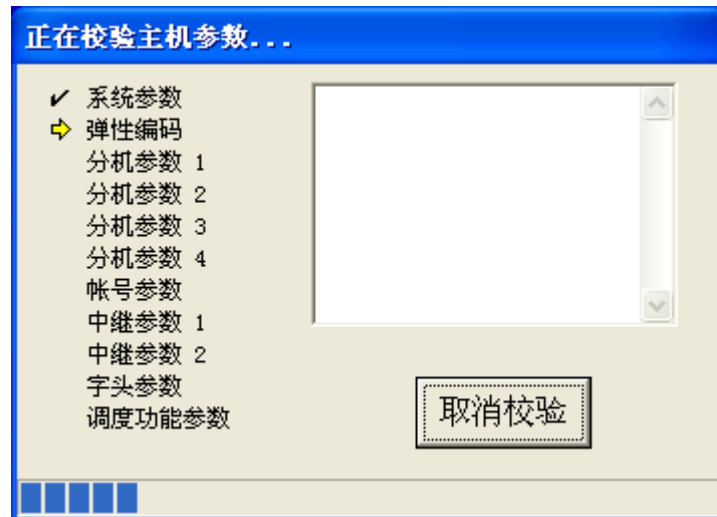 正在校验主机参数...
系统参数
弹性编码
分机参数 1
分机参数 2
分机参数 3
分机参数 4
帐号参数
中继参数 1
中继参数 2
字头参数
调度功能参数
取消校验